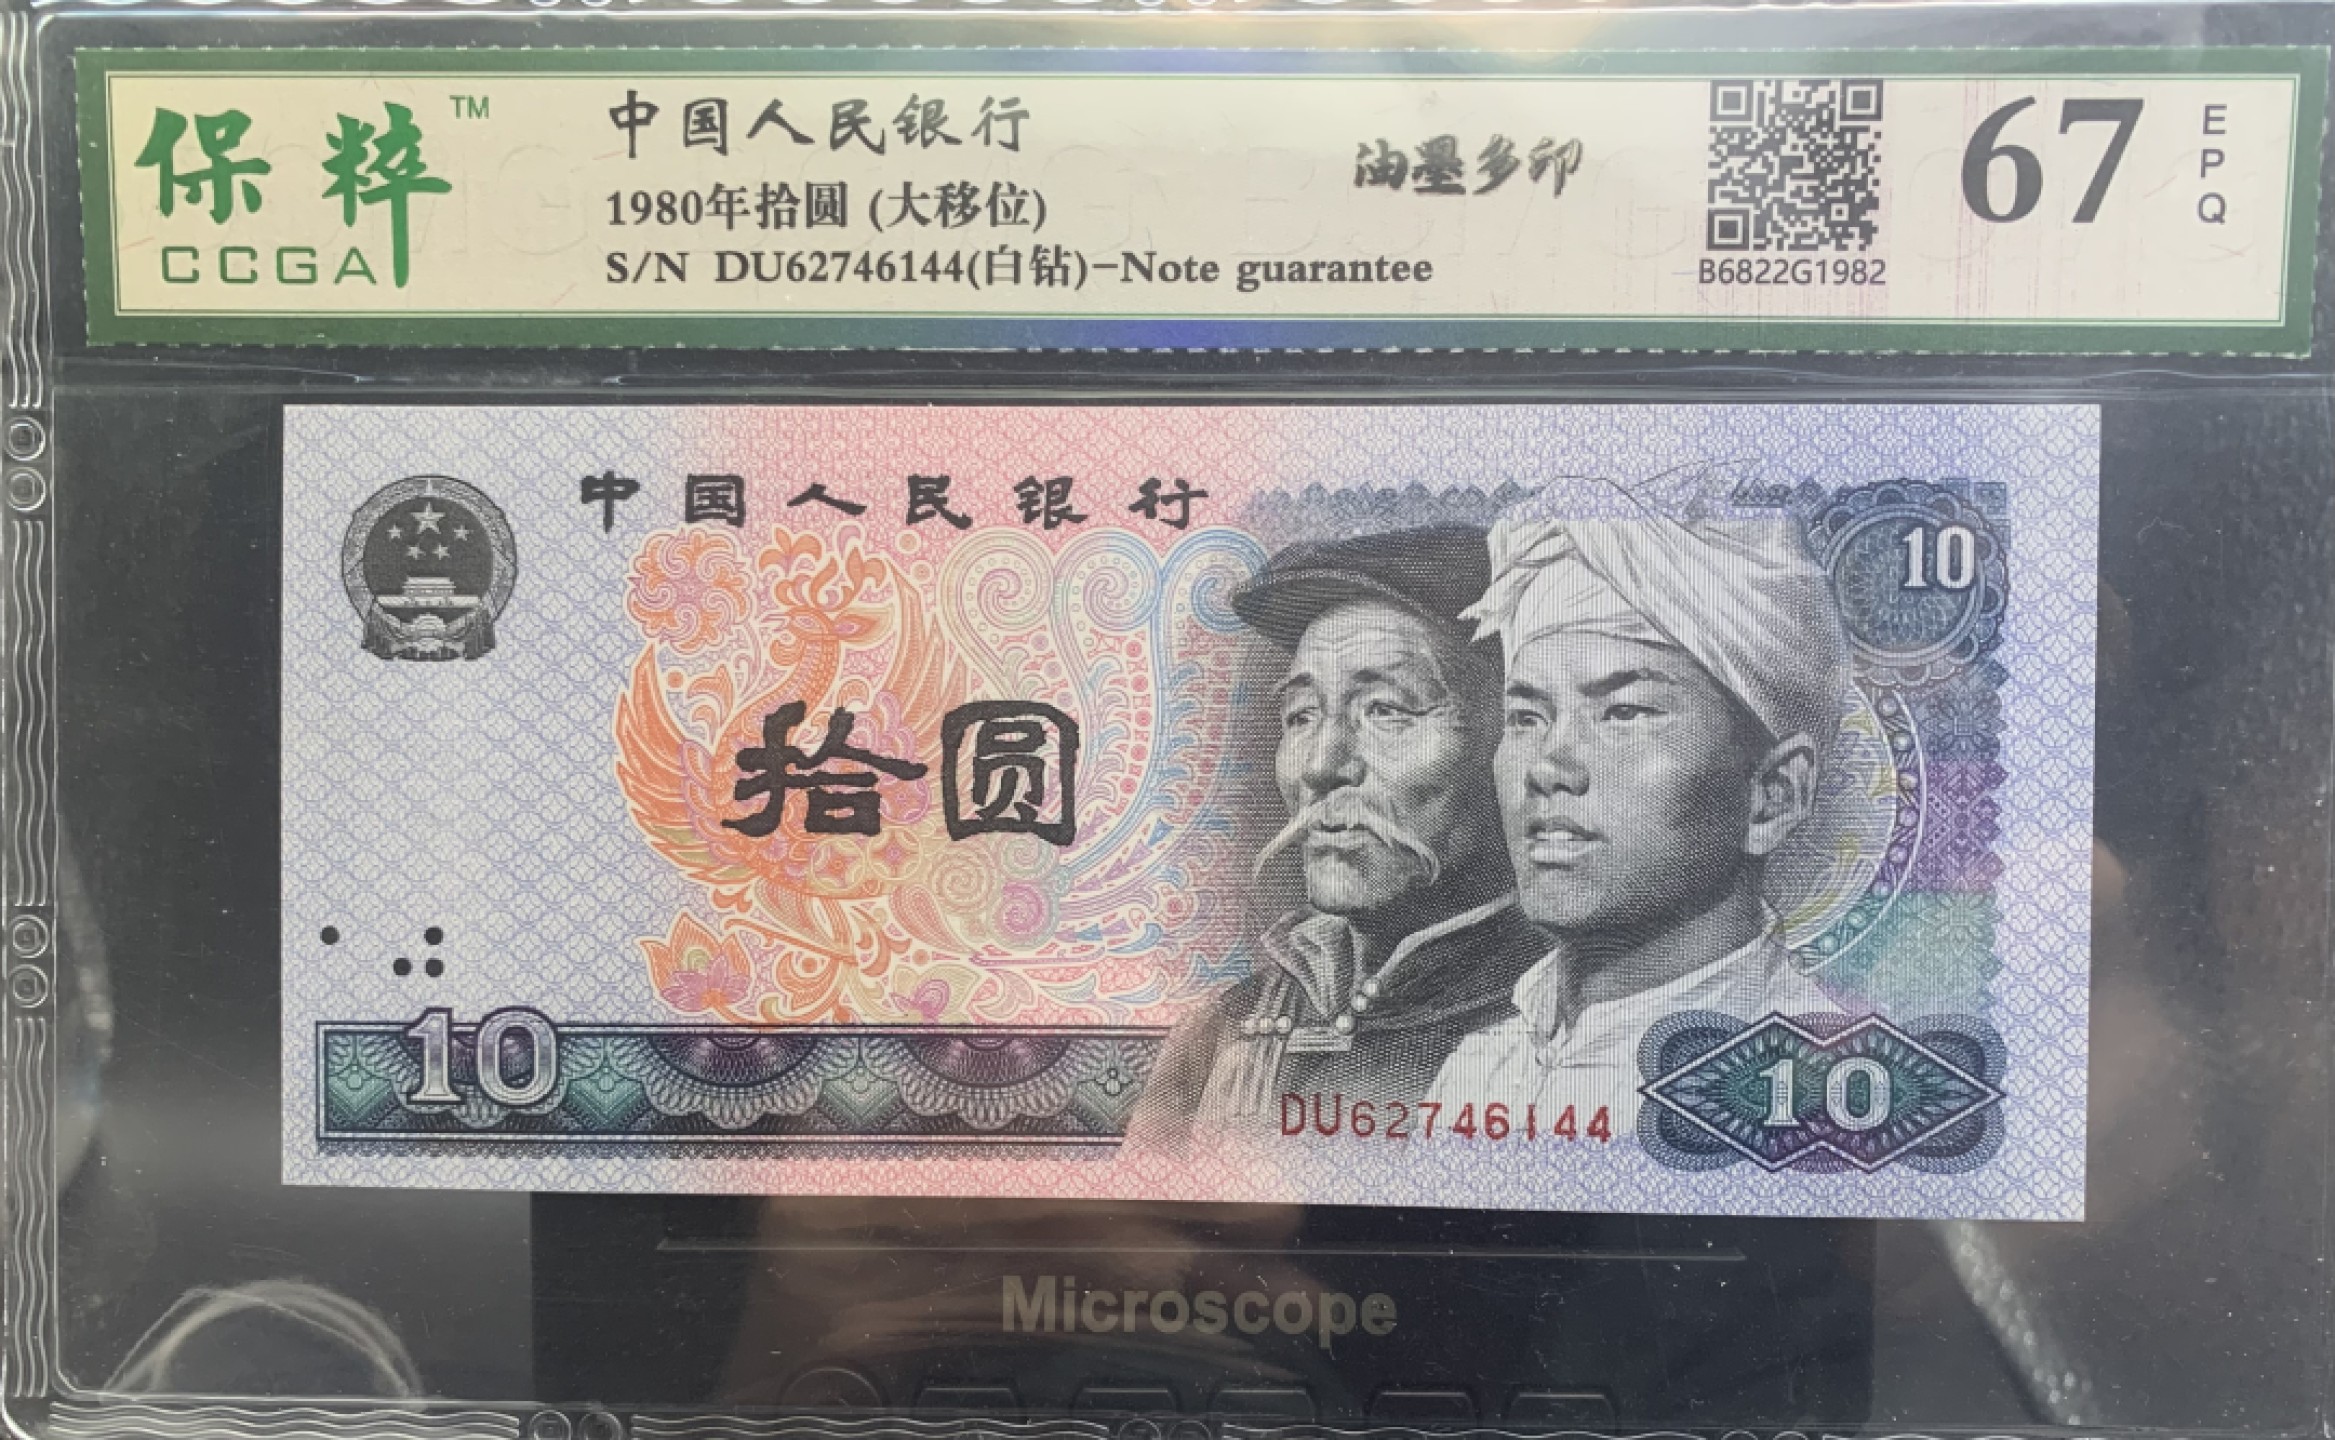 保粹™
CCGA
中国人民银行
1980年拾圆 (大移位)
S/N DU62746144(白钻)-Note guarantee
油墨多印
B6822G1982
67
EPQ
中国人民银行
10
拾圆
10
DU62746144
10
Microscope